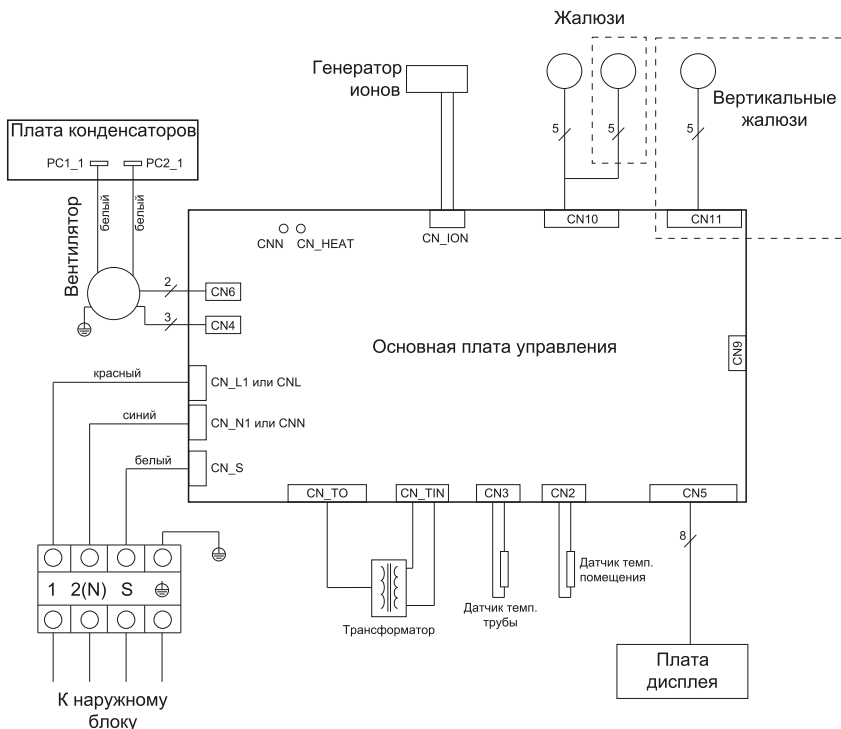 Жалюзи
Генератор
ионов
Вертикальные
жалюзи
5
5
5
Плата конденсаторов
PC1_1
PC2_1
белый
белый
Вентилятор
CNN
CN_HEAT
CN_ION
CN10
CN11
2
CN6
3
CN4
Основная плата управления
CN9
красный
CN_L1 или CNL
синий
CN_N1 или CNN
белый
CN_S
CN_TO
CN_TIN
CN3
CN2
CN5
8
1 2(N) S
Трансформатор
Датчик темп.
трубы
Датчик темп.
помещения
Плата
дисплея
К наружному
блоку